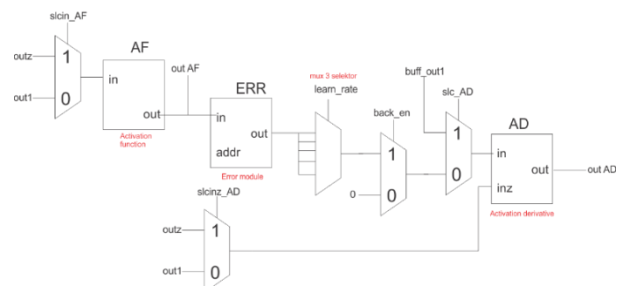 slcin_AF
outz
1
out1
0
AF
in
out
Activation
function
out AF
ERR
in
out
addr
Error module
mux 3 selektor
learn_rate
back_en
1
0
0
buff_out1
slc_AD
1
0
AD
in
out
inz
Activation derivative
out AD
slcinz_AD
outz
1
out1
0